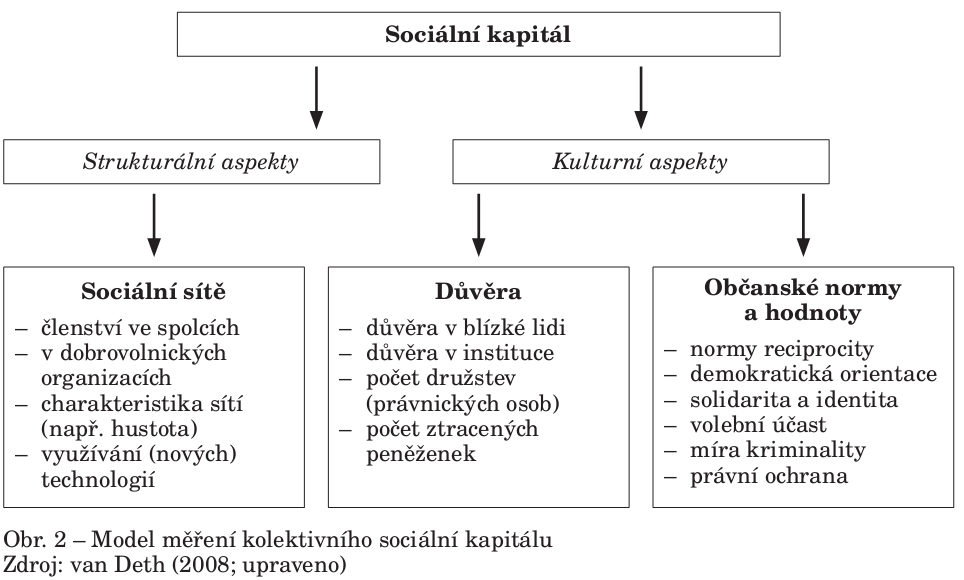 Sociální kapitál
Strukturální aspekty
Kulturní aspekty
Sociální sítě
– členství ve spolcích
– v dobrovolnických
organizacích
– charakteristika sítí
(např. hustota)
– využívání (nových)
technologií
Důvěra
– důvěra v blízké lidi
– důvěra v instituce
– počet družstev
(právnických osob)
– počet ztracených
peněženek
Občanské normy
a hodnoty
– normy reciprocity
– demokratická orientace
– solidarita a identita
– volební účast
– míra kriminality
– právní ochrana
Obr. 2 – Model měření kolektivního sociální kapitálu
Zdroj: van Deth (2008; upraveno)